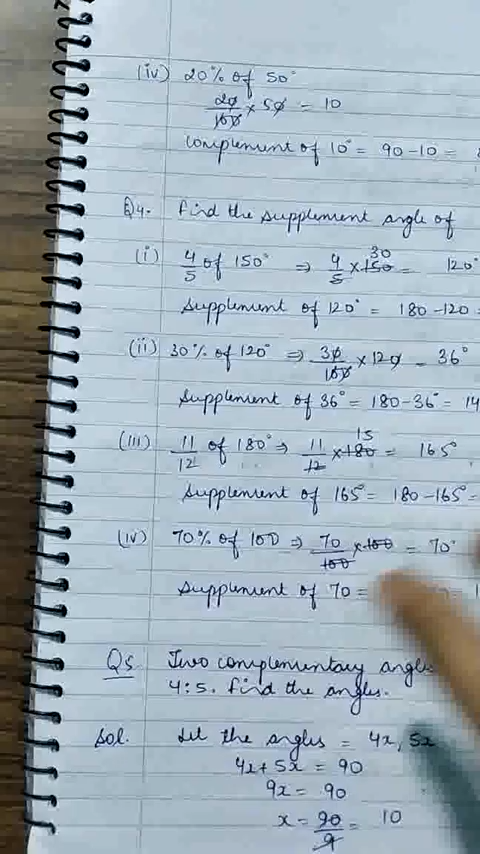 (iv) 20% of 50°
20/100 × 50 = 10
Complement of 10° = 90-10 =
Q4. Find the supplement angle of
(i) 4/5 of 150° ⇒ 4/5 × 150 30 = 120°
Supplement of 120° = 180-120 =
(ii) 30% of 120° ⇒ 30/100 × 120 = 36°
Supplement of 36° = 180-36° = 14
(iii) 11/12 of 180° ⇒ 11/12 × 180 15 = 165°
Supplement of 165° = 180-165° =
(iv) 70% of 100 ⇒ 70/100 × 100 = 70°
Supplement of 70 =
Q5 Two complementary angle
4:5. Find the angles.
Sol. Let the angles = 4x, 5x
4x + 5x = 90
9x = 90
x = 90/9 = 10